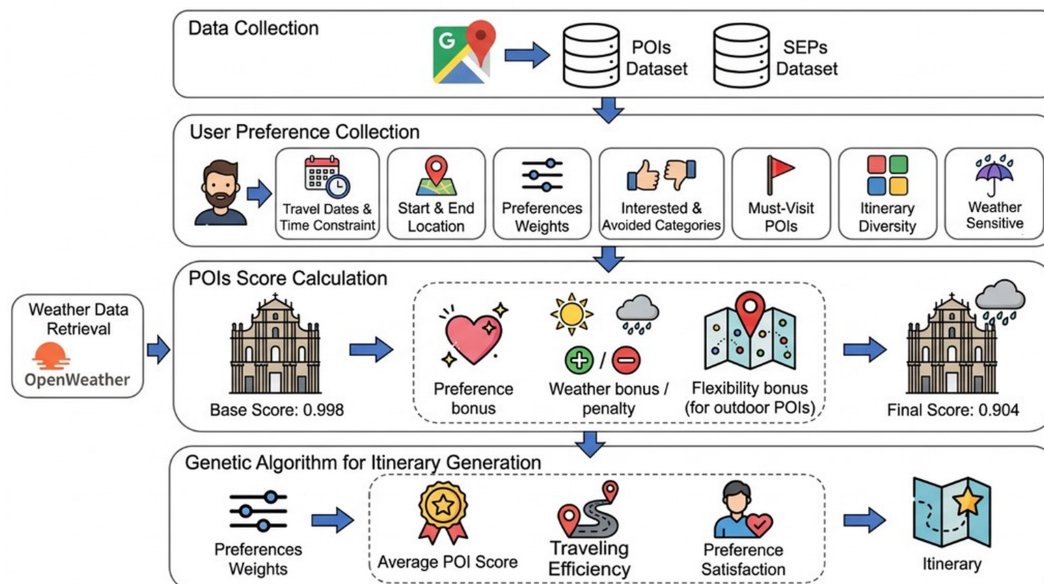 Data Collection
G
POIs
Dataset
SEPs
Dataset
User Preference Collection
Travel Dates &
Time Constraint
Start & End
Location
Preferences
Weights
Interested &
Avoided Categories
Must-Visit
POIs
Itinerary
Diversity
Weather
Sensitive
POIs Score Calculation
Weather Data
Retrieval
OpenWeather
Base Score: 0.998
Preference
bonus
Weather bonus /
penalty
Flexibility bonus
(for outdoor POIs)
Final Score: 0.904
Genetic Algorithm for Itinerary Generation
Preferences
Weights
Average POI Score
Traveling
Efficiency
Preference
Satisfaction
Itinerary